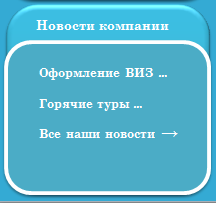 Новости компании
Оформление ВИЗ ...
Горячие туры ...
Все наши новости →